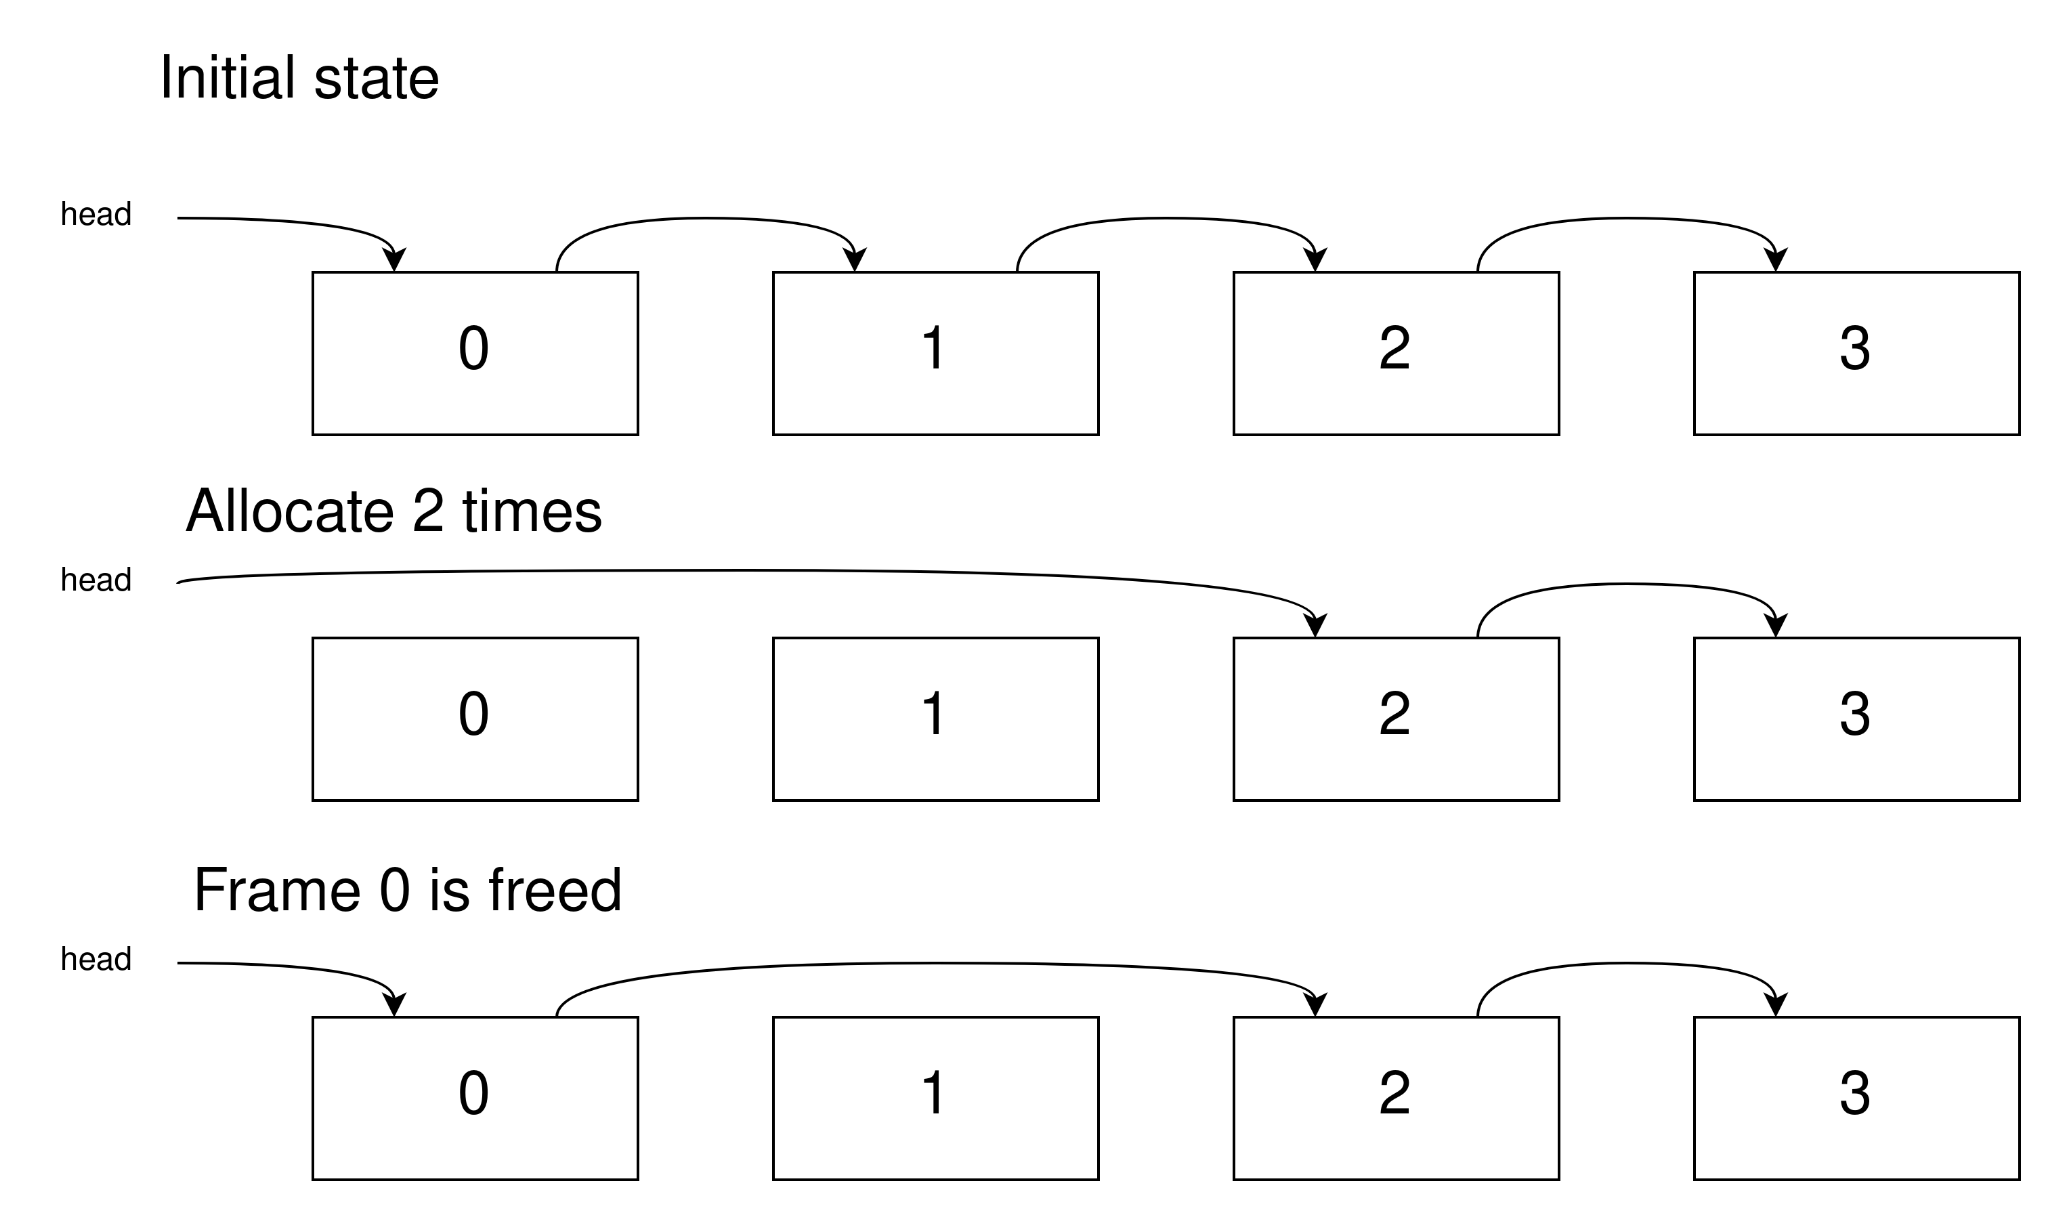 Initial state
head
0 1 2 3
Allocate 2 times
head
0 1 2 3
Frame 0 is freed
head
0 1 2 3